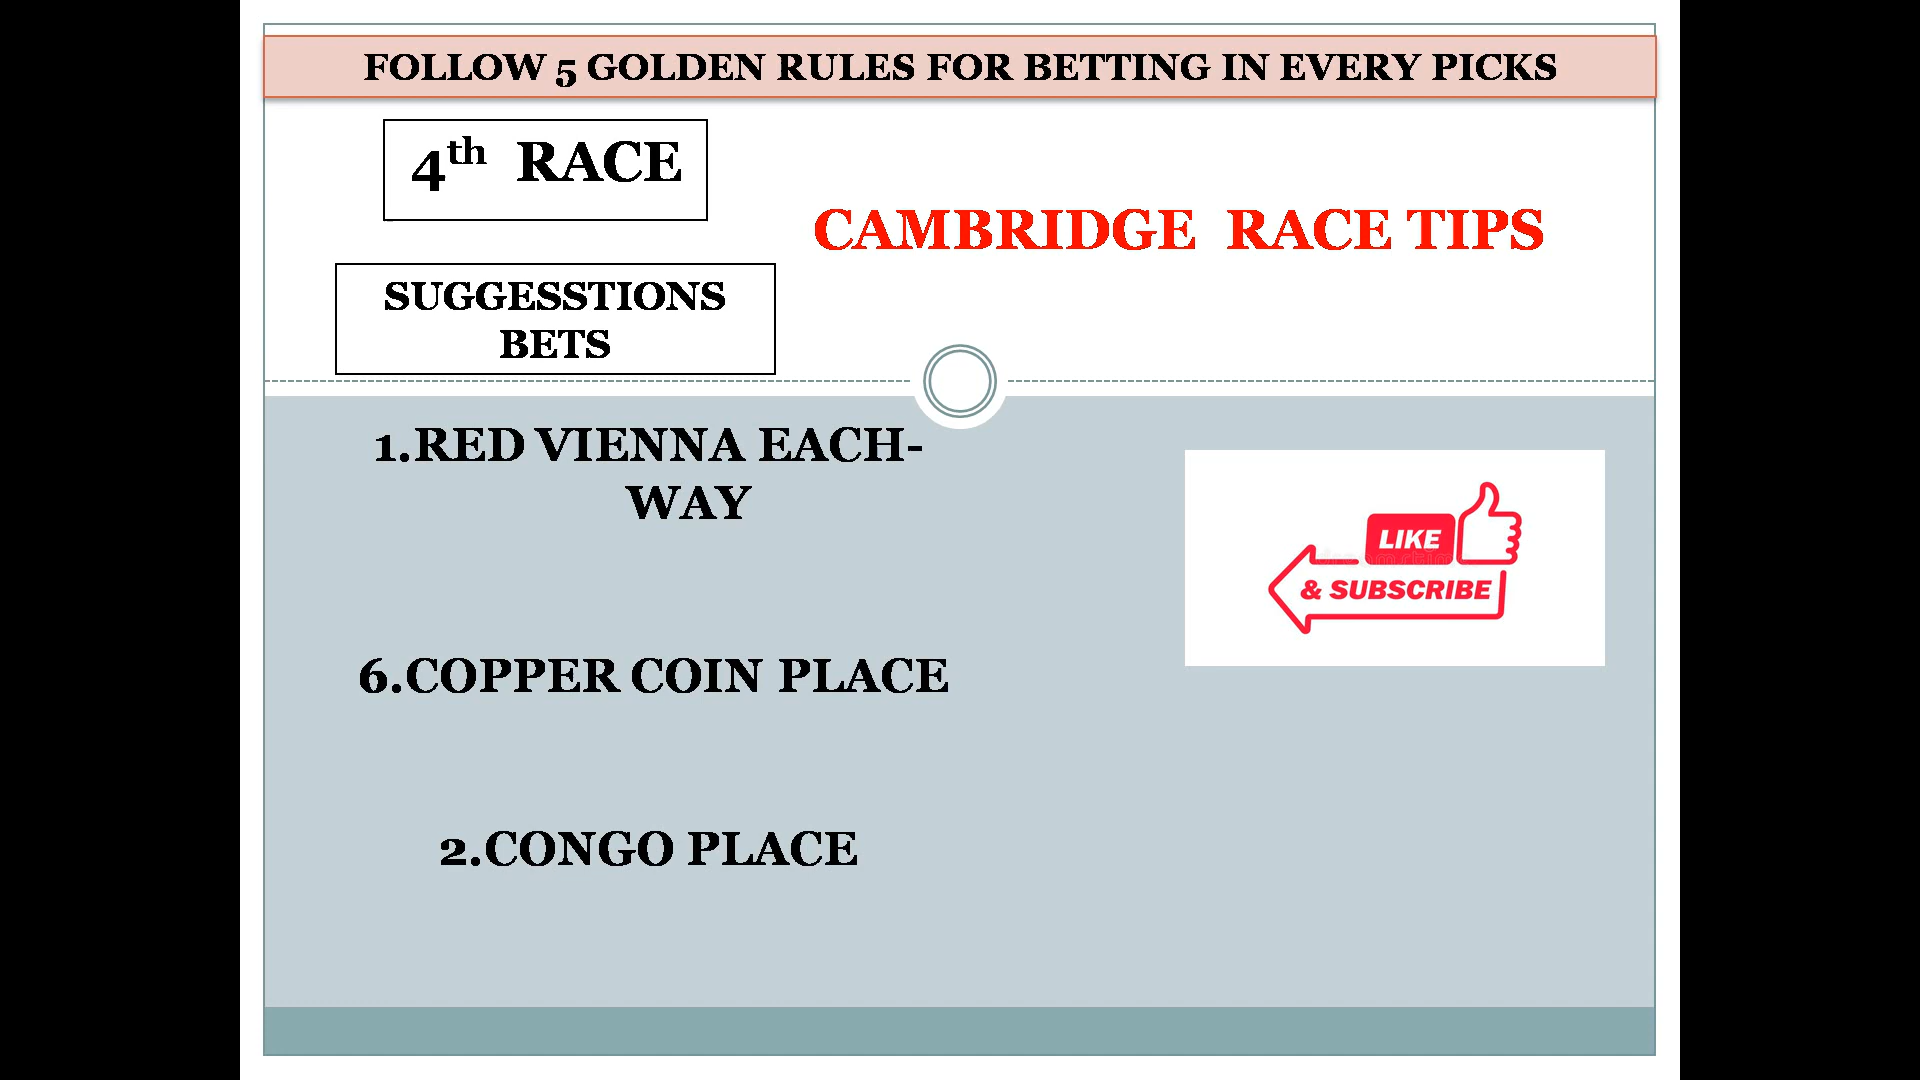 FOLLOW 5 GOLDEN RULES FOR BETTING IN EVERY PICKS
4th RACE
CAMBRIDGE RACE TIPS
SUGGESSTIONS
BETS
1.RED VIENNA EACH-
WAY
6.COPPER COIN PLACE
2.CONGO PLACE
LIKE
& SUBSCRIBE